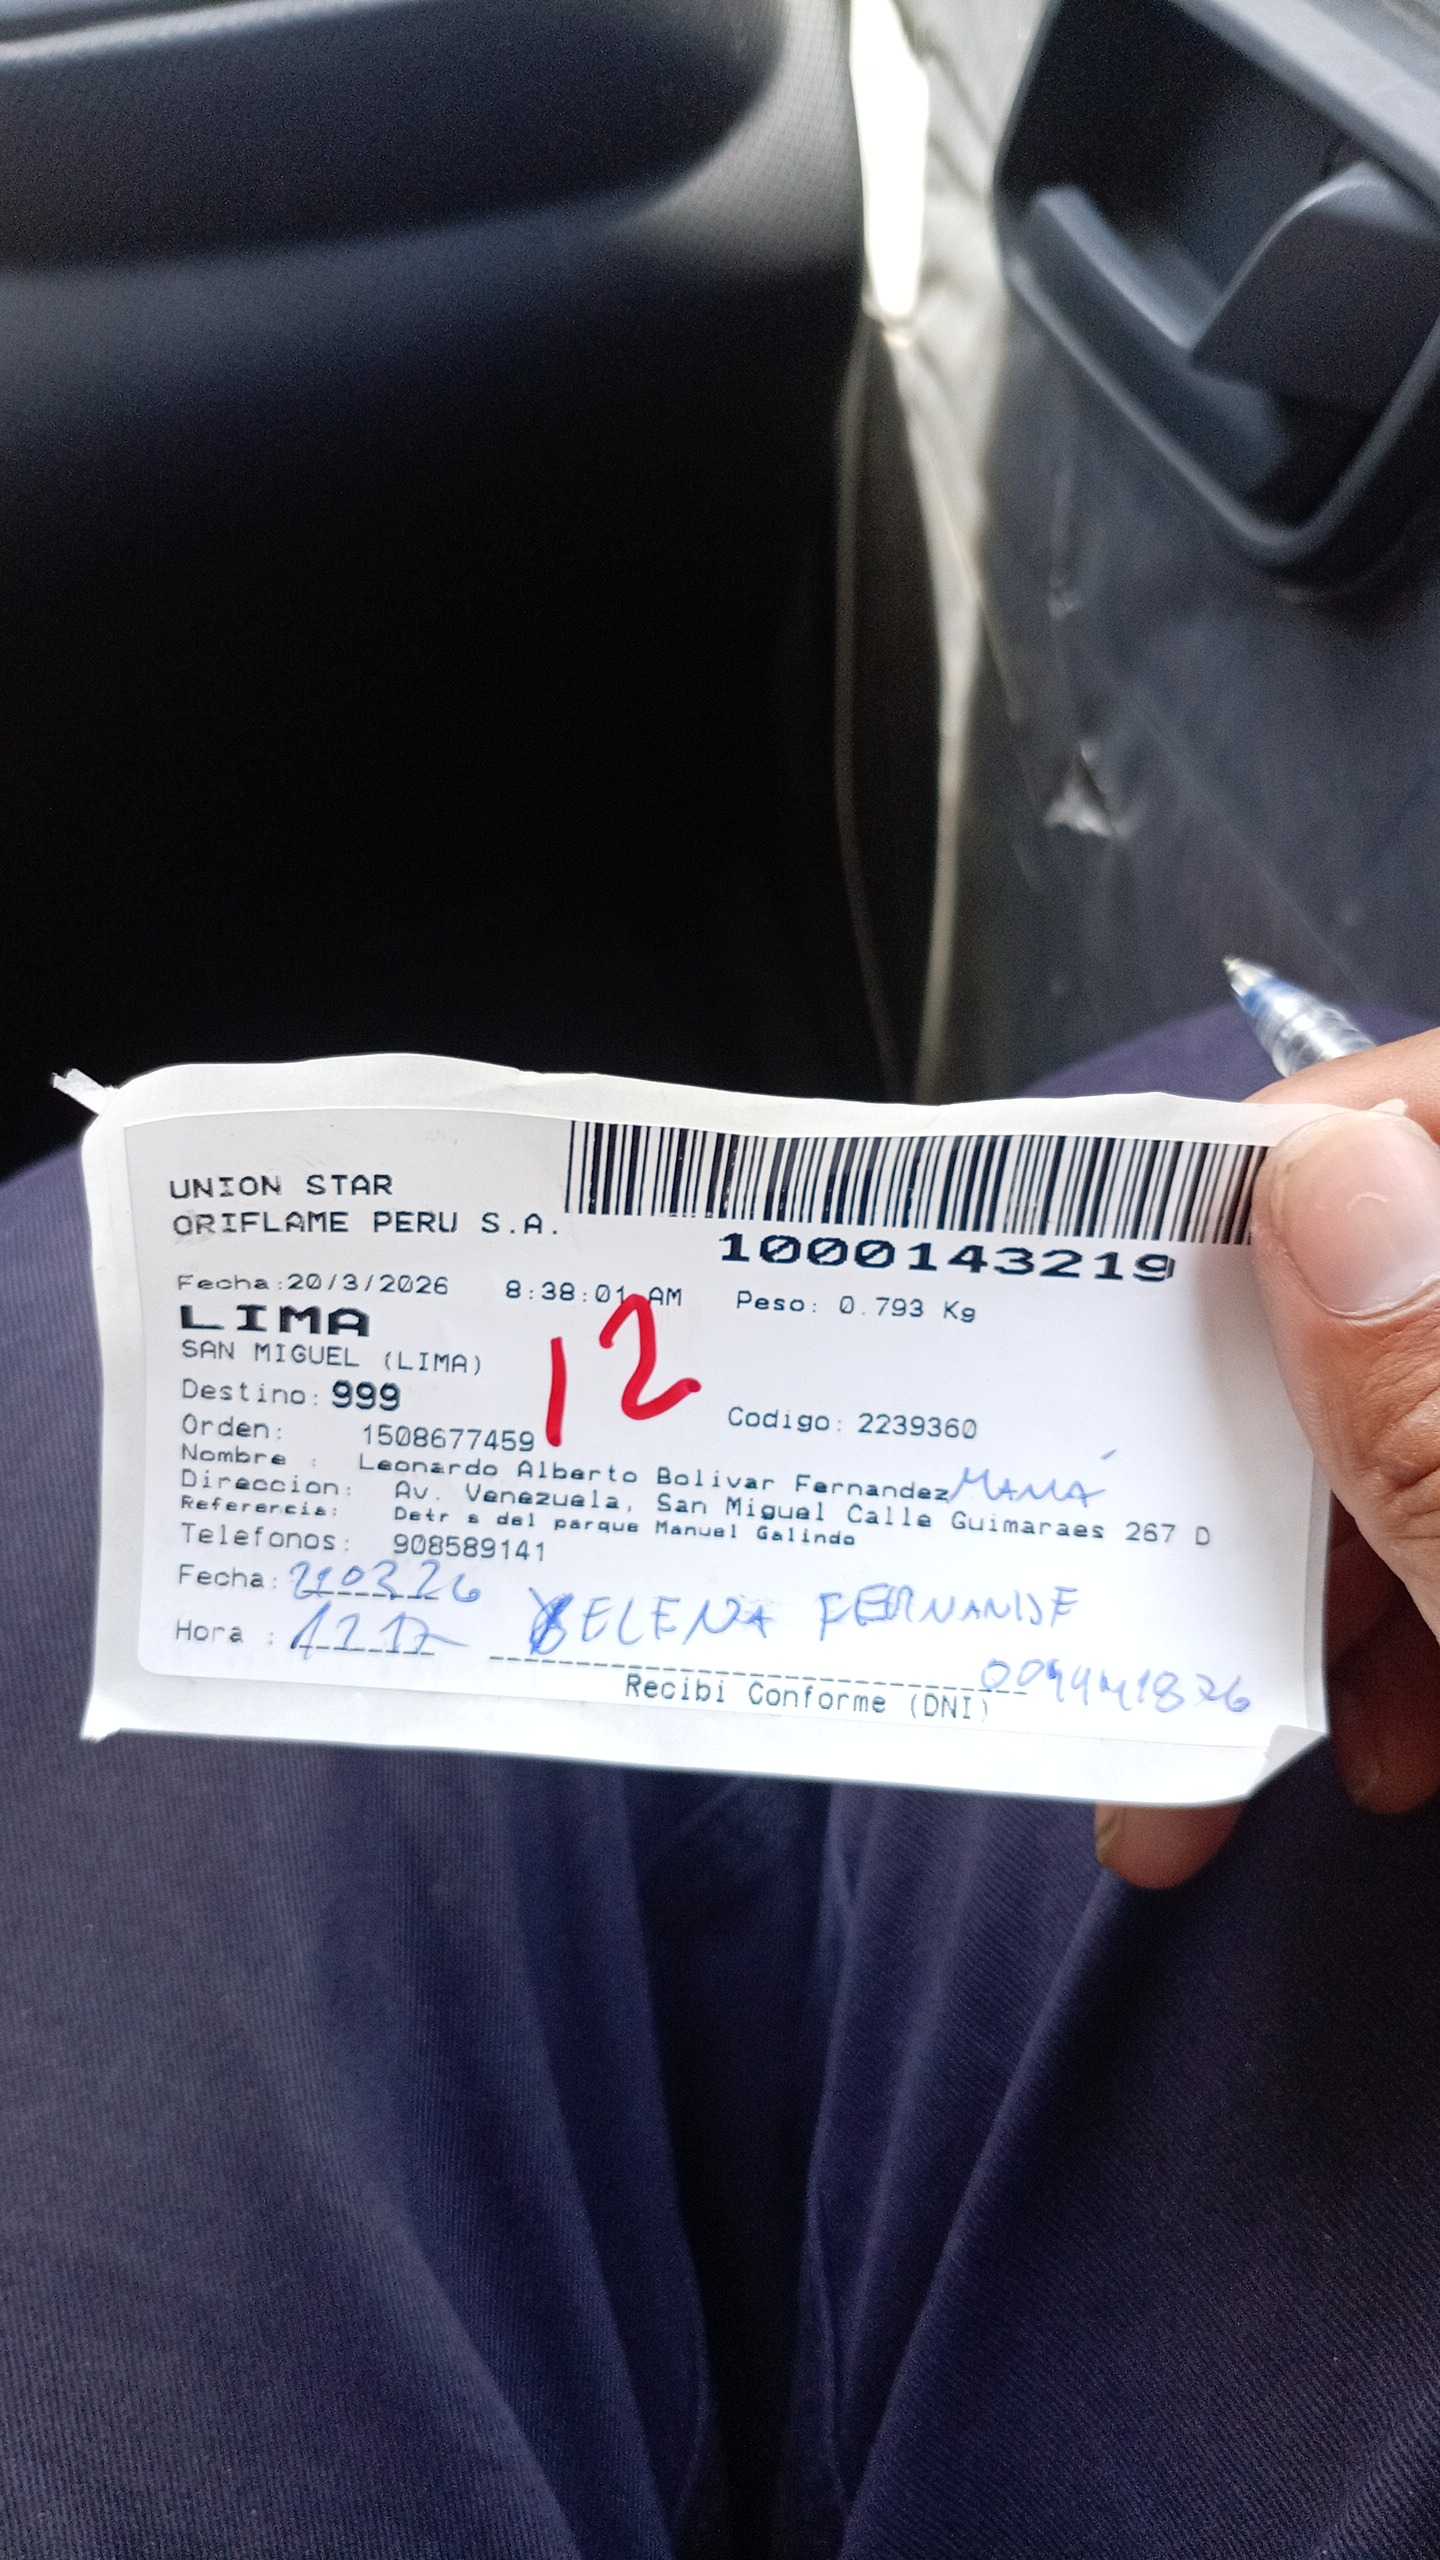 UNION STAR
ORIFLAME PERU S.A.
1000143219
Fecha:20/3/2026 8:38:01 AM Peso: 0.793 Kg
LIMA
SAN MIGUEL (LIMA)
12
Destino: 999
Orden: 1508677459 Codigo: 2239360
Nombre : Leonardo Alberto Bolivar Fernandez MAMÁ
Direccion: Av. Venezuela, San Miguel Calle Guimaraes 267 D
Referencia: Detr s del parque Manuel Galindo
Telefonos: 908589141
Fecha:
Hora : ELENA FERNANDE
Recibi Conforme (DNI)